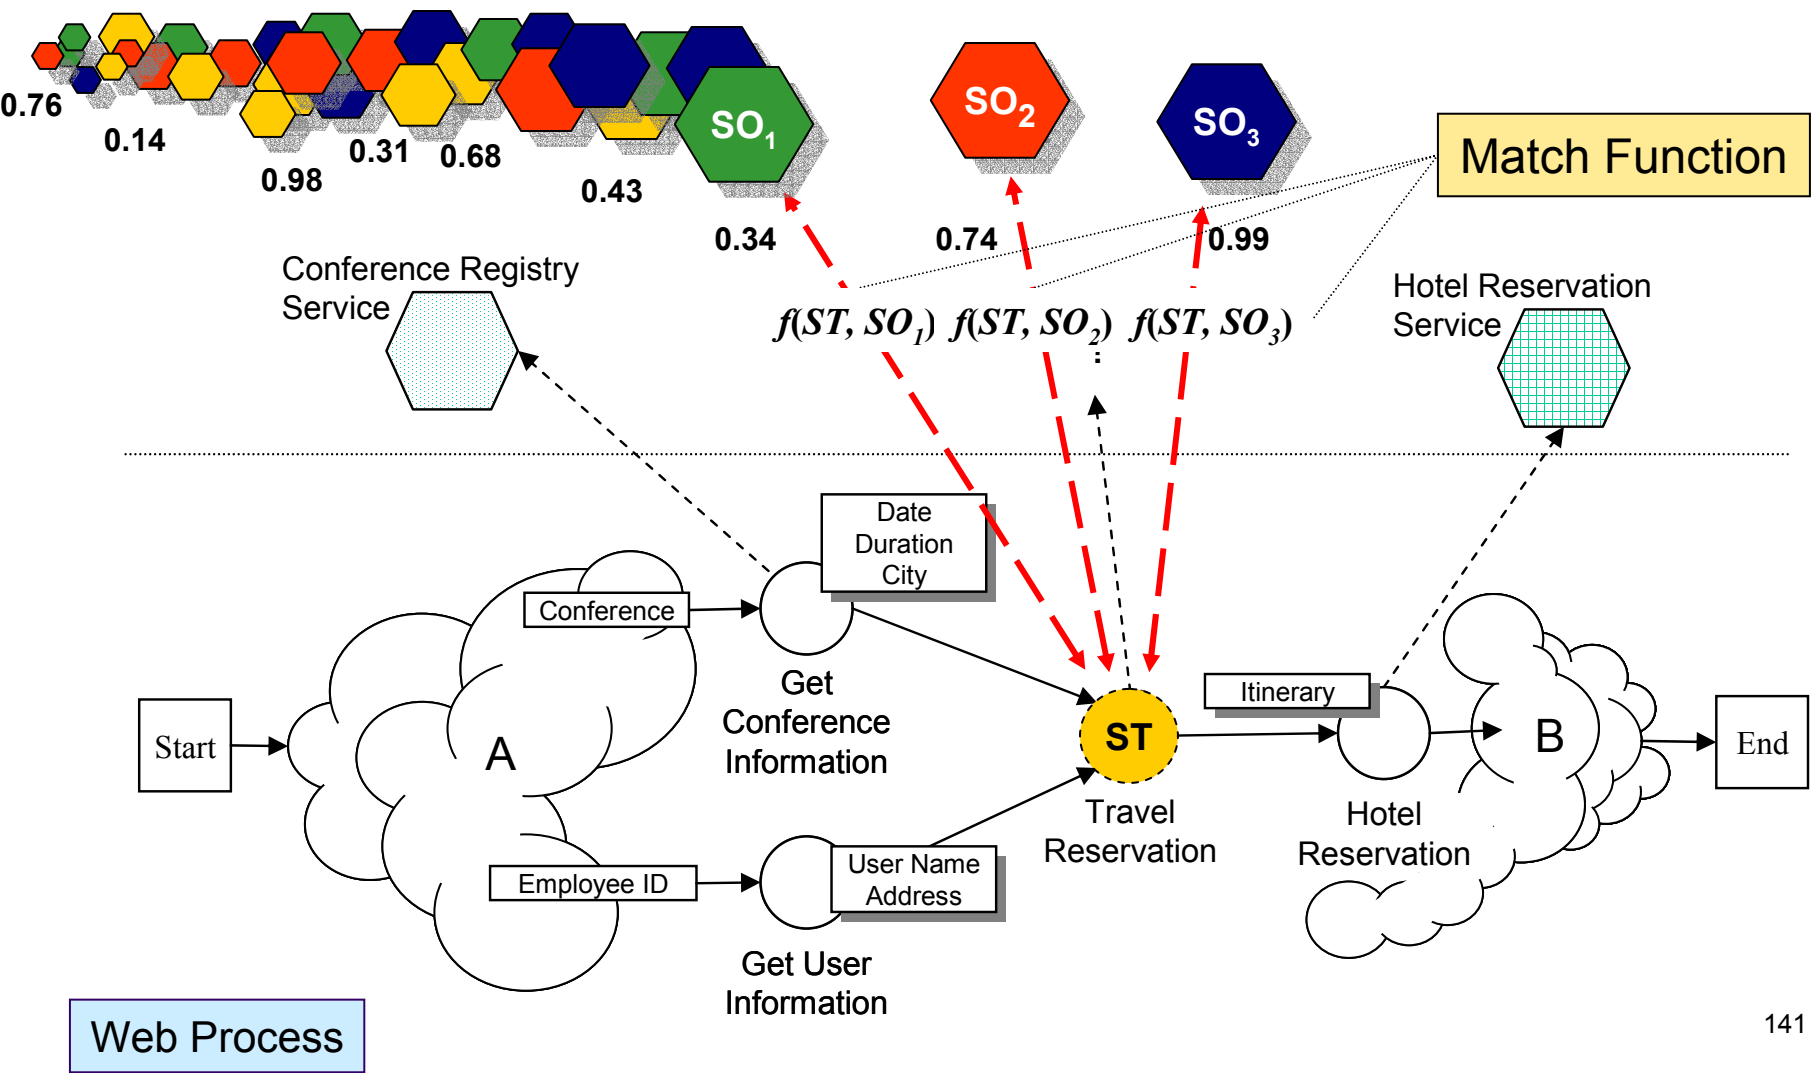 SO1
SO2
SO3
0.76
0.14
0.98
0.31
0.68
0.43
0.34
0.74
0.99
Match Function
Conference Registry
Service
f(ST, SO1)
f(ST, SO2)
f(ST, SO3)
:
Hotel Reservation
Service
Date
Duration
City
Conference
Get
Conference
Information
Start
A
ST
Travel
Reservation
Itinerary
Hotel
Reservation
B
End
Employee ID
User Name
Address
Get User
Information
Web Process
141